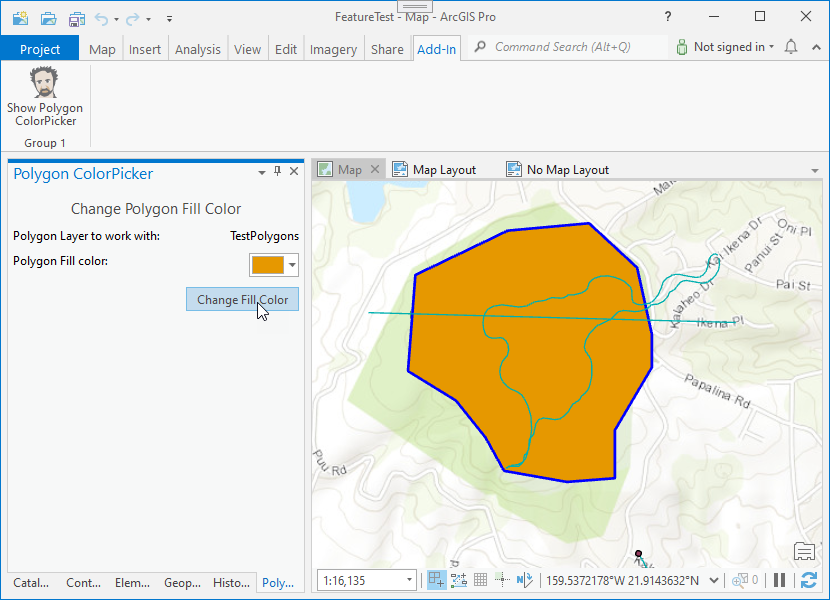 FeatureTest - Map - ArcGIS Pro
?
Project Map Insert Analysis View Edit Imagery Share Add-In Command Search (Alt+Q) Not signed in
Show Polygon
ColorPicker
Group 1
Polygon ColorPicker
Change Polygon Fill Color
Polygon Layer to work with: TestPolygons
Polygon Fill color:
Change Fill Color
Map Map Layout No Map Layout
Kai Ikena Dr
Oni Pl
Panui St
Pai St
Kalaheo Dr
Ikena Pl
Papalina Rd
Puu Rd
Catal... Cont... Elem... Geop... Histo... Poly...
1:16,135 159.5372178°W 21.9143632°N 0